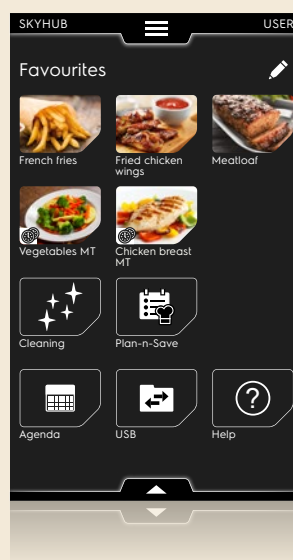 SKYHUB USER
Favourites
French fries Fried chicken Meatloaf
wings
Vegetables MT Chicken breast
MT
Cleaning Plan-n-Save
Agenda USB Help